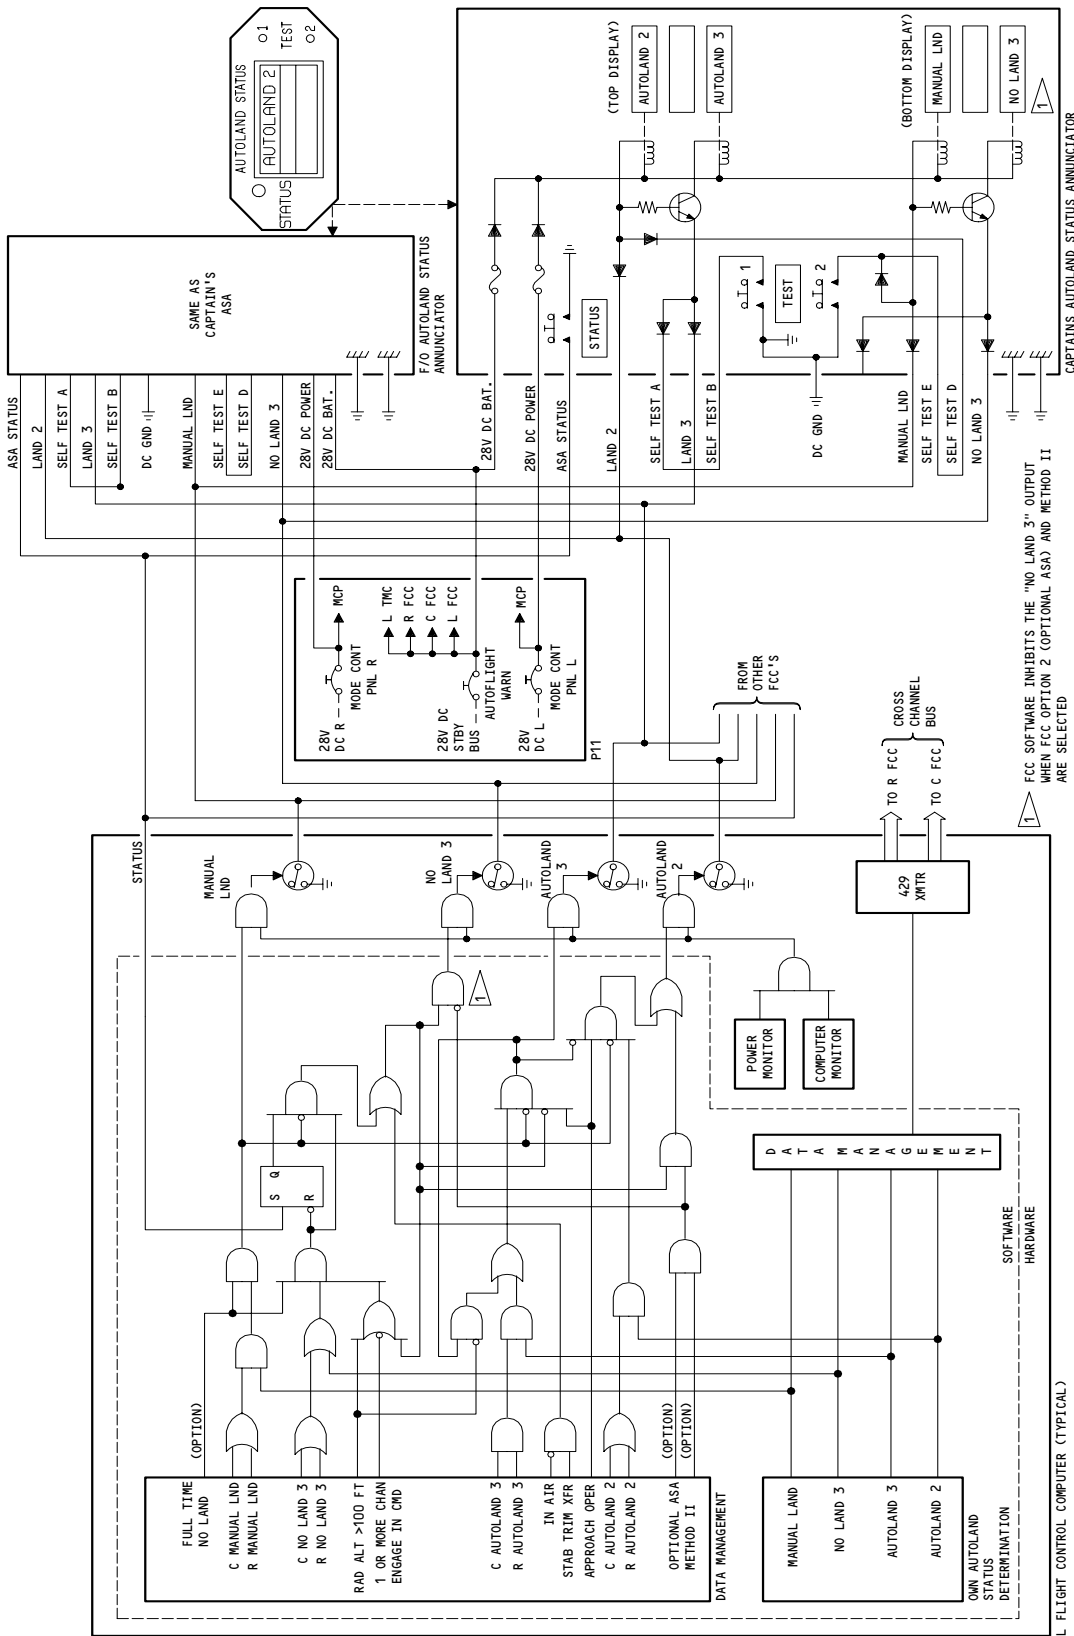 AUTOLAND STATUS
AUTOLAND 2
STATUS
1
TEST
2
SAME AS
CAPTAIN'S
ASA
F/O AUTOLAND STATUS
ANNUNCIATOR
ASA STATUS
LAND 2
SELF TEST A
LAND 3
SELF TEST B
DC GND
MANUAL LND
SELF TEST E
SELF TEST D
NO LAND 3
28V DC POWER
28V DC BAT.
(TOP DISPLAY)
AUTOLAND 2
AUTOLAND 3
(BOTTOM DISPLAY)
MANUAL LND
NO LAND 3
1
STATUS
1
TEST
2
CAPTAINS AUTOLAND STATUS ANNUNCIATOR
28V DC BAT.
28V DC POWER
ASA STATUS
LAND 2
SELF TEST A
LAND 3
SELF TEST B
DC GND
MANUAL LND
SELF TEST E
SELF TEST D
NO LAND 3
28V
DC R
MODE CONT
PNL R
MCP
L TMC
R FCC
C FCC
L FCC
28V DC
STBY
BUS
AUTOFLIGHT
WARN
MCP
28V
DC L
MODE CONT
PNL L
P11
FROM
OTHER
FCC'S
CROSS
CHANNEL
BUS
TO R FCC
TO C FCC
1 FCC SOFTWARE INHIBITS THE "NO LAND 3" OUTPUT
WHEN FCC OPTION 2 (OPTIONAL ASA) AND METHOD II
ARE SELECTED
STATUS
MANUAL
LND
NO
LAND 3
AUTOLAND
3
AUTOLAND
2
429
XMTR
1
POWER
MONITOR
COMPUTER
MONITOR
S Q
R
DATA MANAGEMENT
SOFTWARE
HARDWARE
FULL TIME
NO LAND
(OPTION)
C MANUAL LND
R MANUAL LND
C NO LAND 3
R NO LAND 3
RAD ALT >100 FT
1 OR MORE CHAN
ENGAGE IN CMD
C AUTOLAND 3
R AUTOLAND 3
IN AIR
STAB TRIM XFR
APPROACH OPER
C AUTOLAND 2
R AUTOLAND 2
OPTIONAL ASA
METHOD II
(OPTION)
(OPTION)
DATA MANAGEMENT
MANUAL LAND
NO LAND 3
AUTOLAND 3
AUTOLAND 2
OWN AUTOLAND
STATUS
DETERMINATION
L FLIGHT CONTROL COMPUTER (TYPICAL)